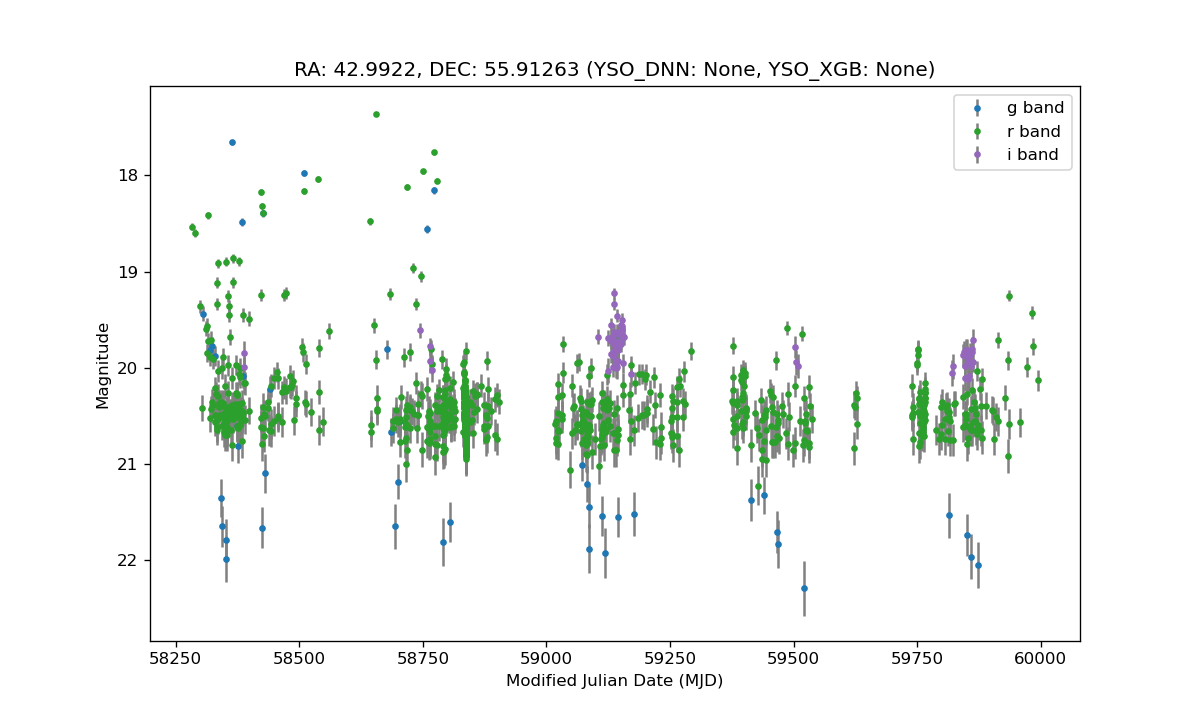 RA: 42.9922, DEC: 55.91263 (YSO_DNN: None, YSO_XGB: None)
g band
r band
i band
18
19
20
21
22
Magnitude
58250
58500
58750
59000
59250
59500
59750
60000
Modified Julian Date (MJD)